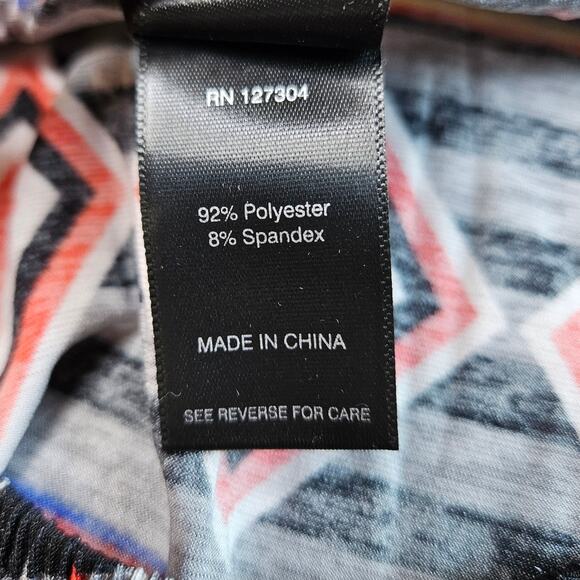 RN 127304
92% Polyester
8% Spandex
MADE IN CHINA
SEE REVERSE FOR CARE